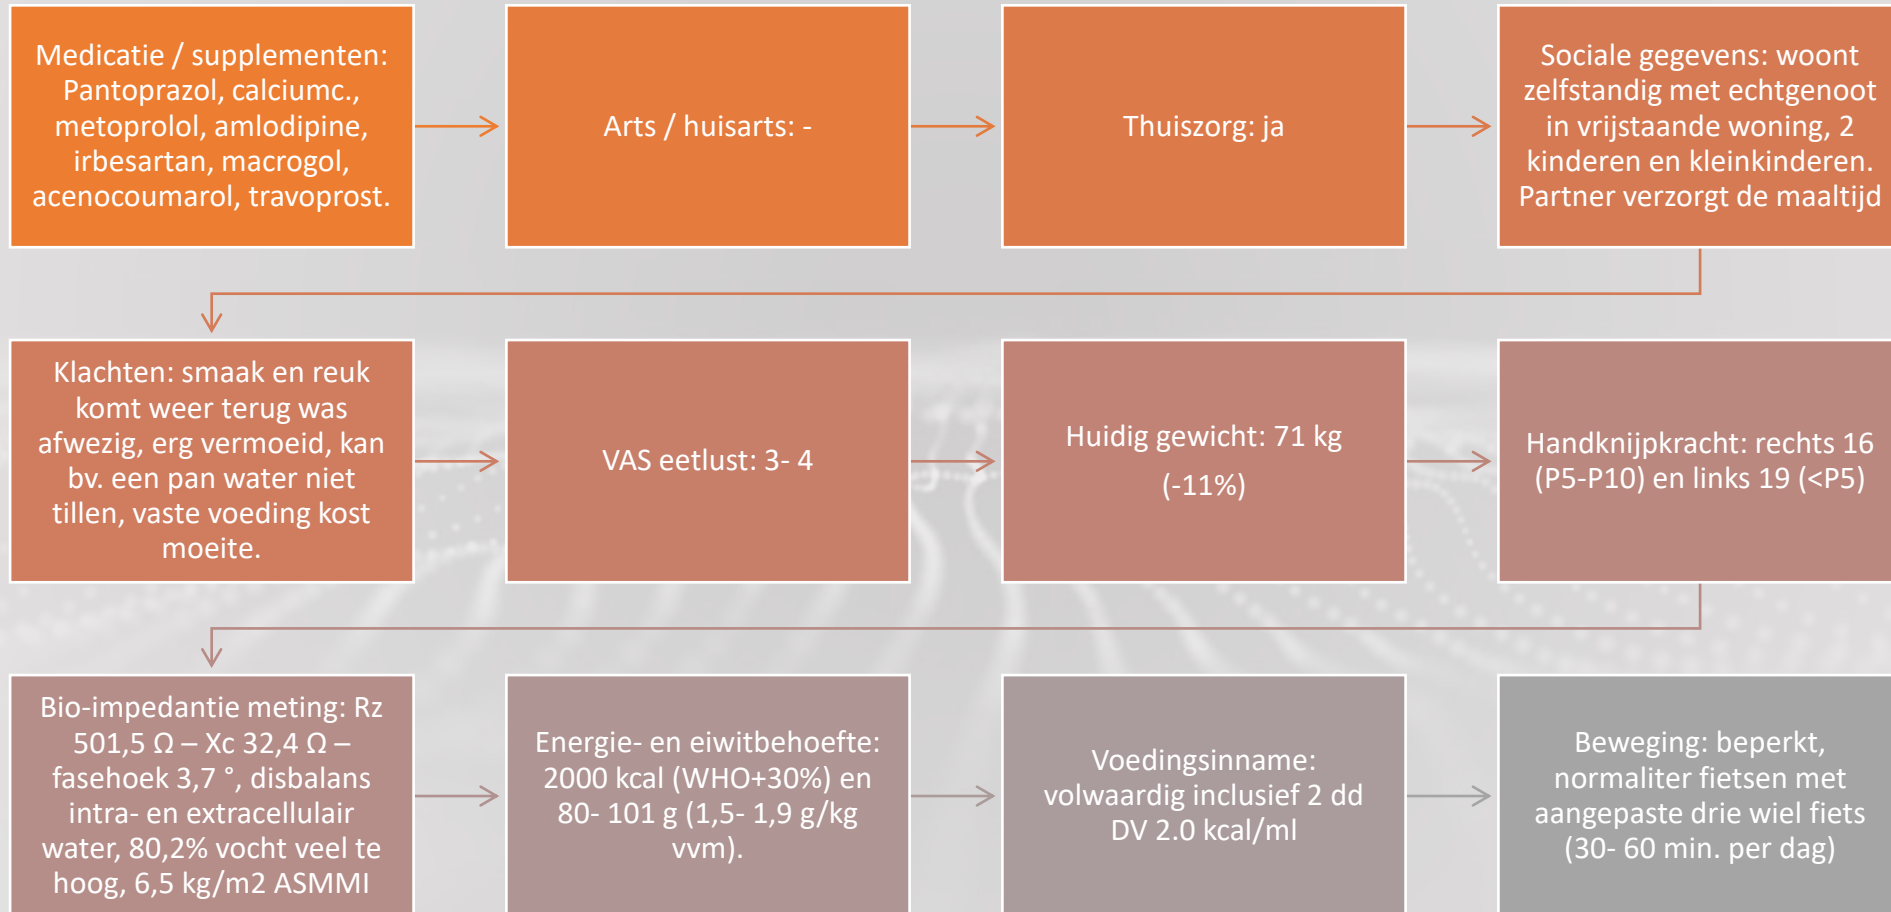 Medicatie / supplementen:
Pantoprazol, calciumc.,
metoprolol, amlodipine,
irbesartan, macrogol,
acenocoumarol, travoprost.
Arts / huisarts: -
Thuiszorg: ja
Sociale gegevens: woont
zelfstandig met echtgenoot
in vrijstaande woning, 2
kinderen en kleinkinderen.
Partner verzorgt de maaltijd
Klachten: smaak en reuk
komt weer terug was
afwezig, erg vermoeid, kan
bv. een pan water niet
tillen, vaste voeding kost
moeite.
VAS eetlust: 3- 4
Huidig gewicht: 71 kg
(-11%)
Handknijpkracht: rechts 16
(P5-P10) en links 19 (<P5)
Bio-impedantie meting: Rz
501,5 Ω – Xc 32,4 Ω –
fasehoek 3,7 °, disbalans
intra- en extracellulair
water, 80,2% vocht veel te
hoog, 6,5 kg/m2 ASMMI
Energie- en eiwitbehoefte:
2000 kcal (WHO+30%) en
80- 101 g (1,5- 1,9 g/kg
vvm).
Voedingsinname:
volwaardig inclusief 2 dd
DV 2.0 kcal/ml
Beweging: beperkt,
normaliter fietsen met
aangepaste drie wiel fiets
(30- 60 min. per dag)